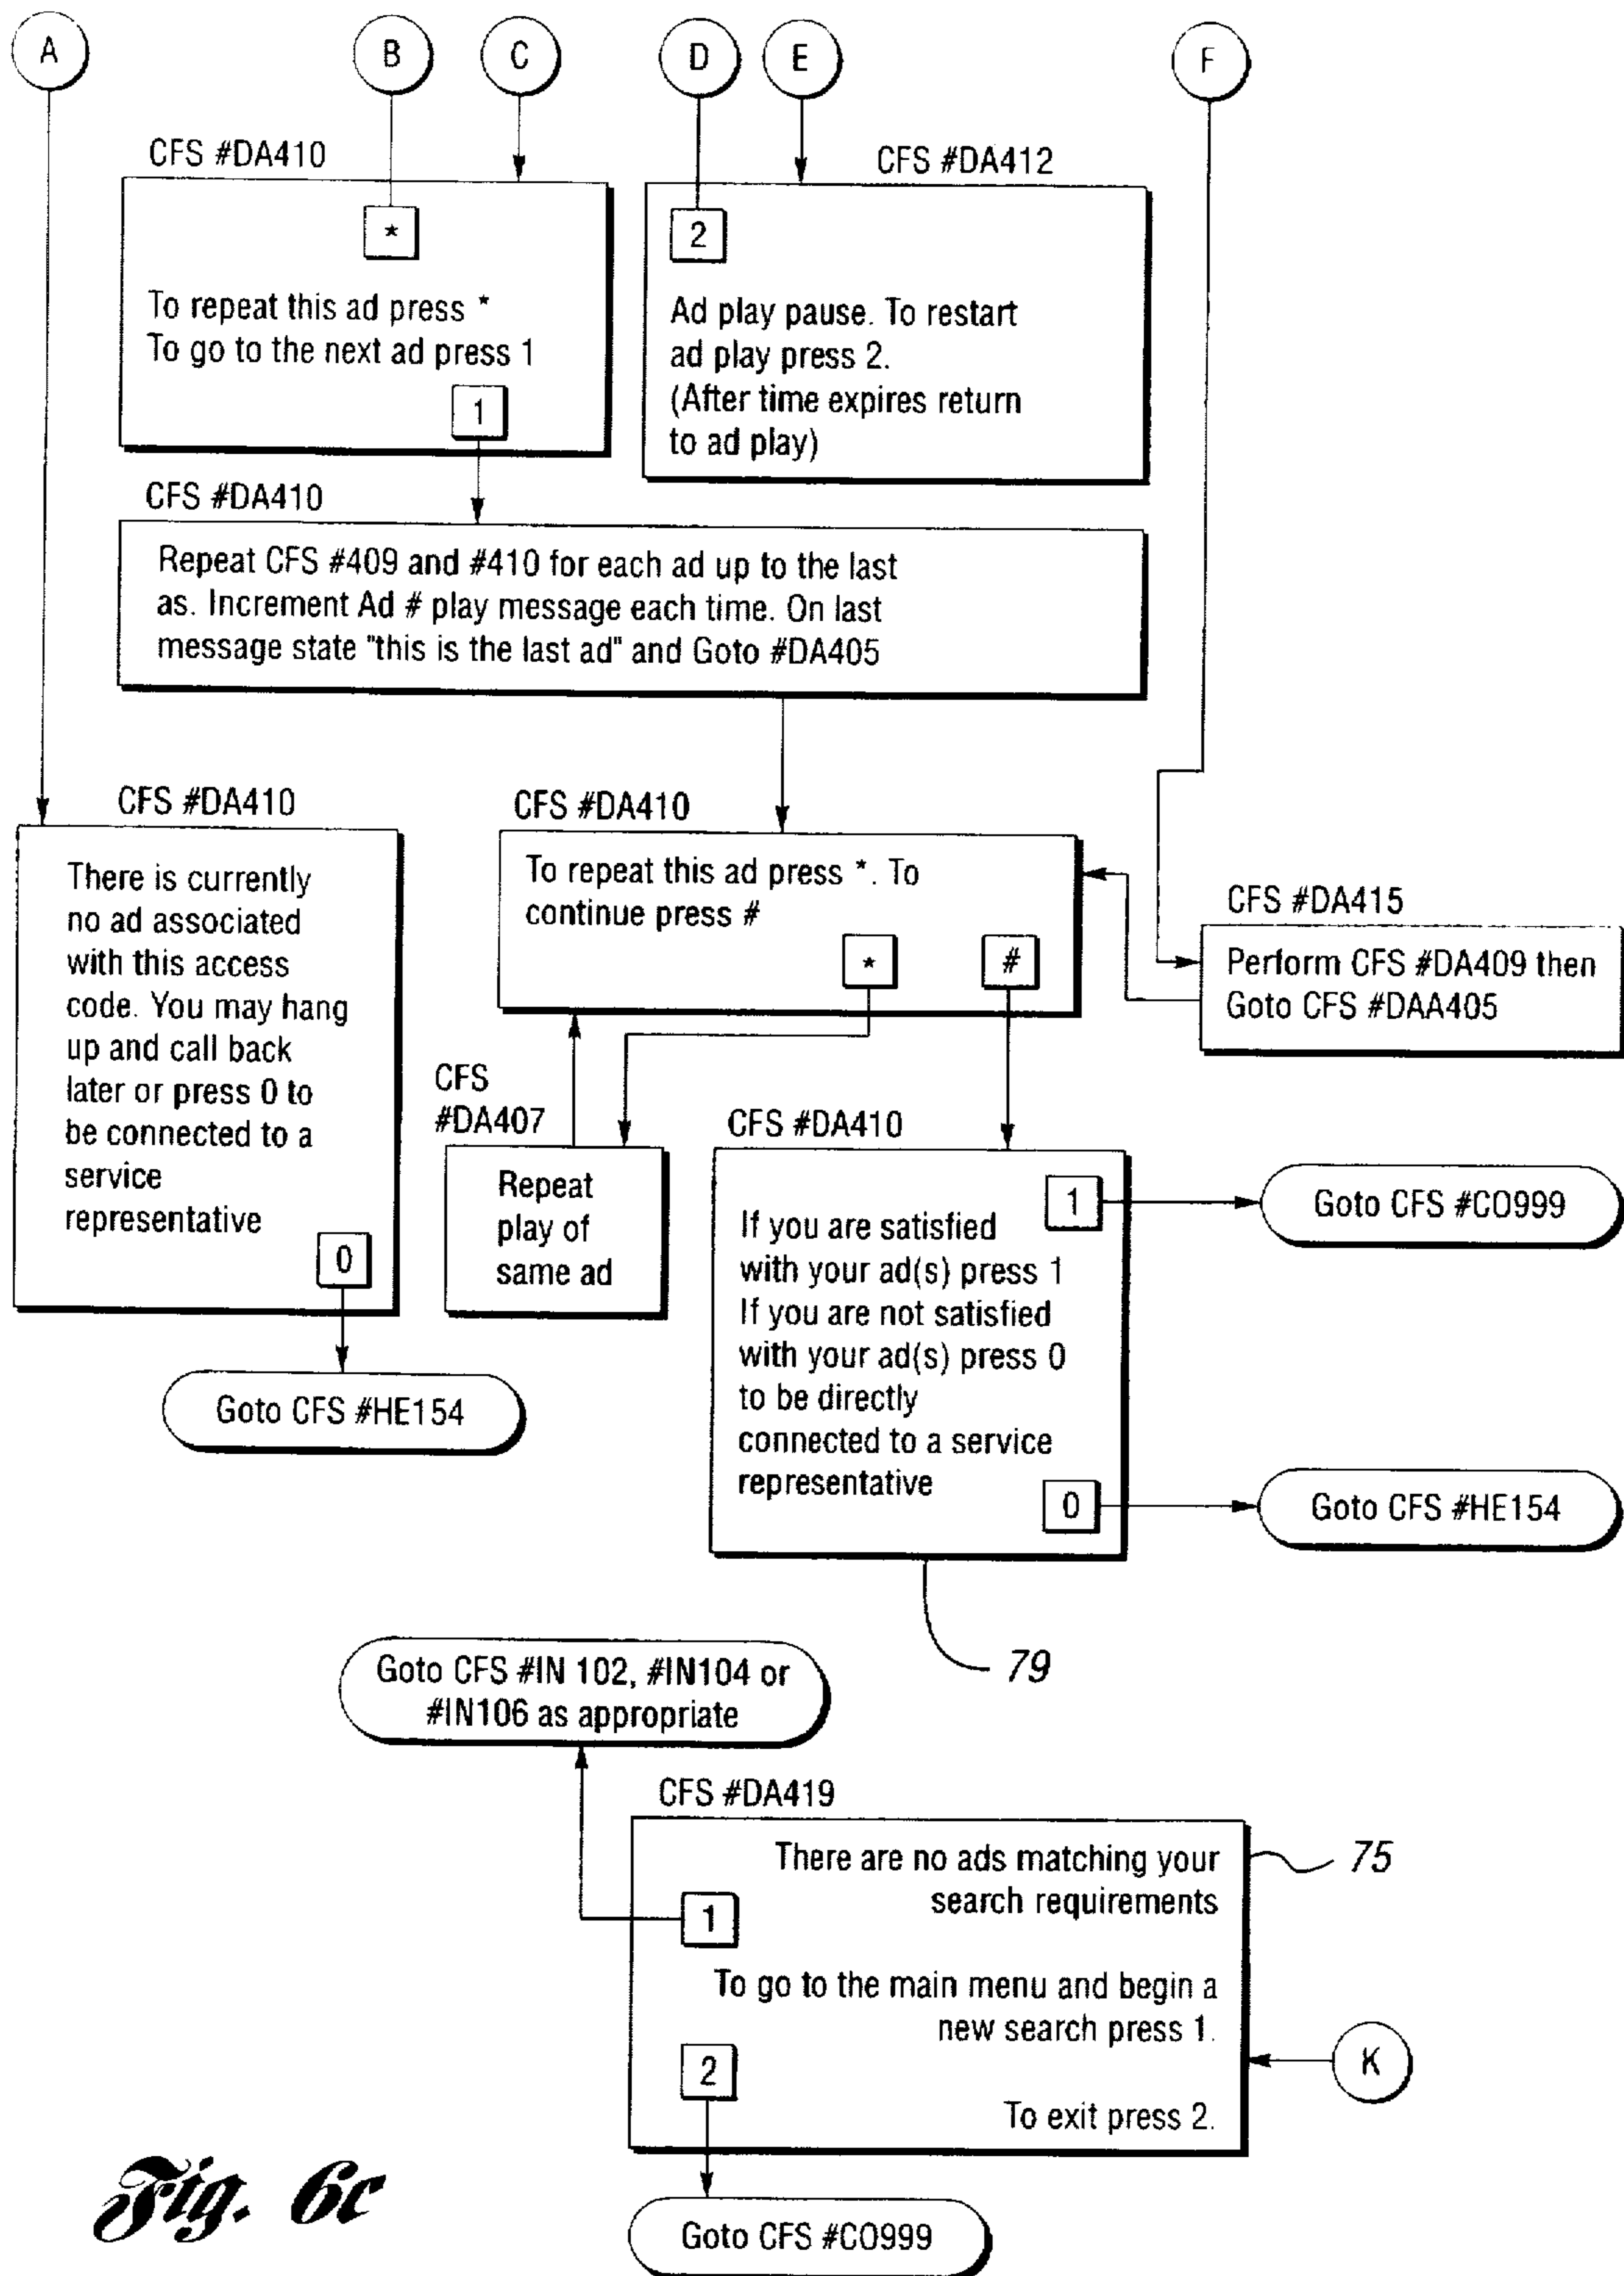 A
B
C
D
E
F
CFS #DA410
*
To repeat this ad press *
To go to the next ad press 1
1
CFS #DA412
2
Ad play pause. To restart
ad play press 2.
(After time expires return
to ad play)
CFS #DA410
Repeat CFS #409 and #410 for each ad up to the last
as. Increment Ad # play message each time. On last
message state "this is the last ad" and Goto #DA405
CFS #DA410
There is currently
no ad associated
with this access
code. You may hang
up and call back
later or press 0 to
be connected to a
service
representative
0
Goto CFS #HE154
CFS #DA410
To repeat this ad press *. To
continue press #
*
#
CFS #DA415
Perform CFS #DA409 then
Goto CFS #DAA405
CFS
#DA407
Repeat
play of
same ad
CFS #DA410
1
If you are satisfied
with your ad(s) press 1
If you are not satisfied
with your ad(s) press 0
to be directly
connected to a service
representative
0
Goto CFS #CO999
Goto CFS #HE154
79
Goto CFS #IN 102, #IN104 or
#IN106 as appropriate
CFS #DA419
There are no ads matching your
search requirements
1
To go to the main menu and begin a
new search press 1.
2
To exit press 2.
75
K
Goto CFS #CO999
Fig. 6c